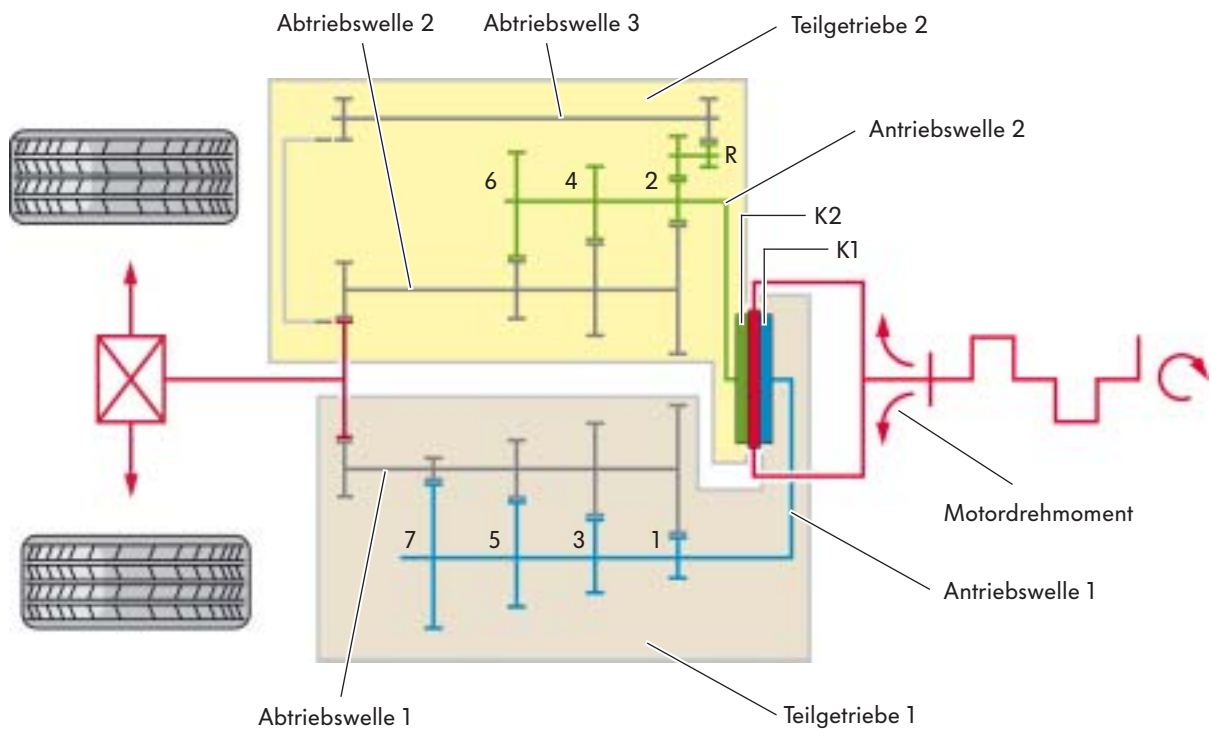 Abtriebswelle 2
Abtriebswelle 3
Teilgetriebe 2
Antriebswelle 2
R
6
4
2
K2
K1
Motordrehmoment
7
5
3
1
Antriebswelle 1
Abtriebswelle 1
Teilgetriebe 1